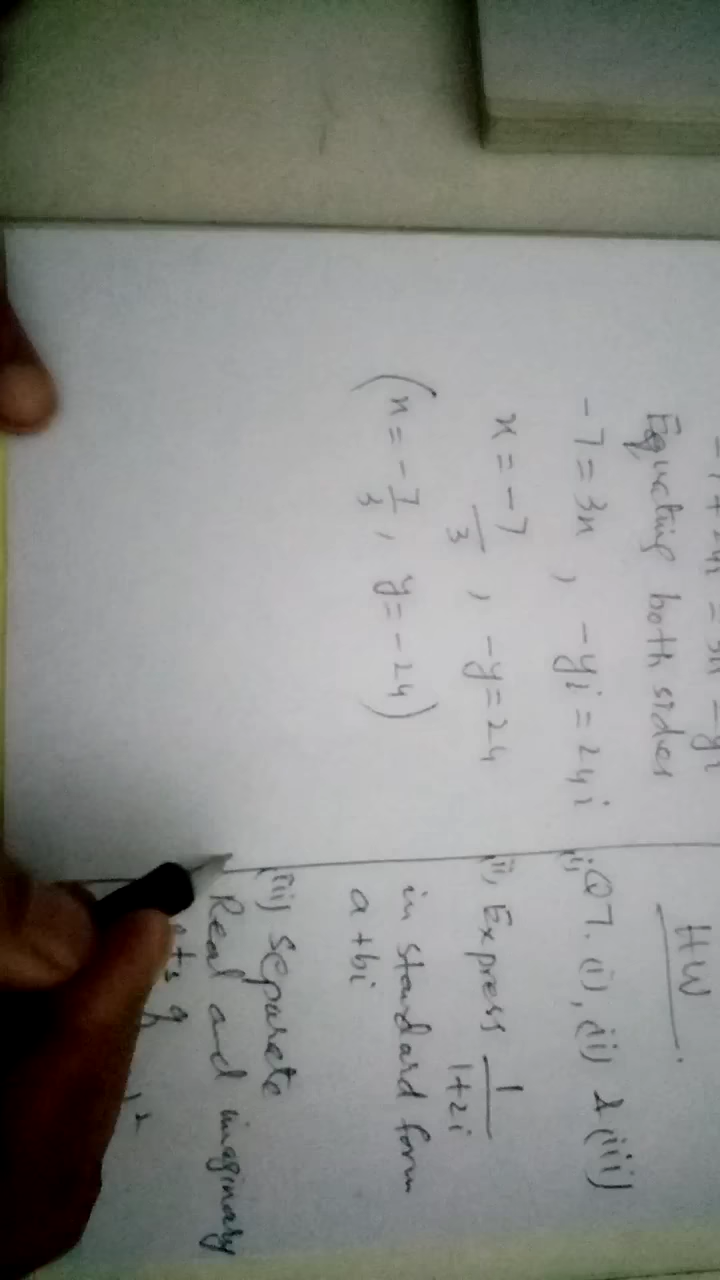 Equating both sides
-7 = 3x , -yi = 24i
x = -7/3 , -y = 24
(x = -7/3 , y = -24)
HW
(i) Q7. (i), (ii) & (iii)
(ii) Express 1/1+2i
in standard form
a+bi
(iii) Separate
Real and imaginary